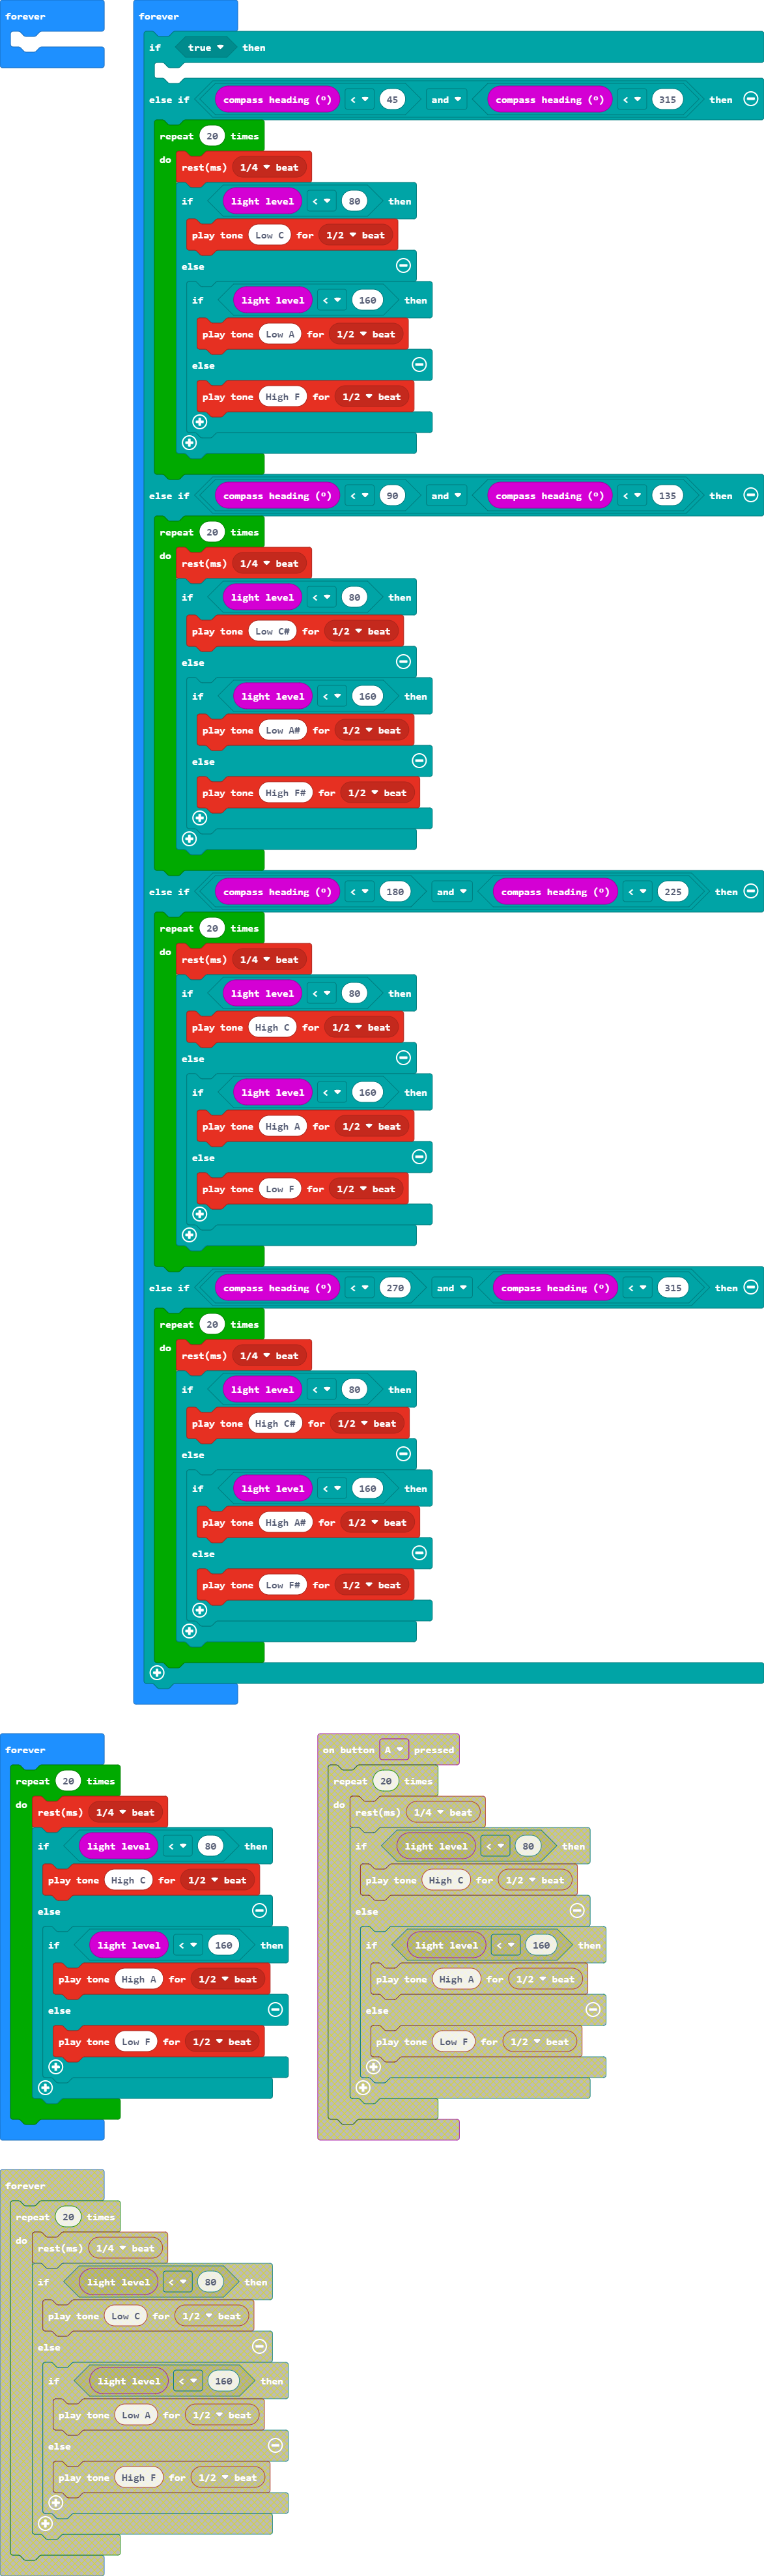 forever
forever
if true then
else if compass heading (º) < 45 and compass heading (º) < 315 then
repeat 20 times
do rest(ms) 1/4 beat
if light level < 80 then
play tone Low C for 1/2 beat
else
if light level < 160 then
play tone Low A for 1/2 beat
else
play tone High F for 1/2 beat
else if compass heading (º) < 90 and compass heading (º) < 135 then
repeat 20 times
do rest(ms) 1/4 beat
if light level < 80 then
play tone Low C# for 1/2 beat
else
if light level < 160 then
play tone Low A# for 1/2 beat
else
play tone High F# for 1/2 beat
else if compass heading (º) < 180 and compass heading (º) < 225 then
repeat 20 times
do rest(ms) 1/4 beat
if light level < 80 then
play tone High C for 1/2 beat
else
if light level < 160 then
play tone High A for 1/2 beat
else
play tone Low F for 1/2 beat
else if compass heading (º) < 270 and compass heading (º) < 315 then
repeat 20 times
do rest(ms) 1/4 beat
if light level < 80 then
play tone High C# for 1/2 beat
else
if light level < 160 then
play tone High A# for 1/2 beat
else
play tone Low F# for 1/2 beat
forever
repeat 20 times
do rest(ms) 1/4 beat
if light level < 80 then
play tone High C for 1/2 beat
else
if light level < 160 then
play tone High A for 1/2 beat
else
play tone Low F for 1/2 beat
on button A pressed
repeat 20 times
do rest(ms) 1/4 beat
if light level < 80 then
play tone High C for 1/2 beat
else
if light level < 160 then
play tone High A for 1/2 beat
else
play tone Low F for 1/2 beat
forever
repeat 20 times
do rest(ms) 1/4 beat
if light level < 80 then
play tone Low C for 1/2 beat
else
if light level < 160 then
play tone Low A for 1/2 beat
else
play tone High F for 1/2 beat